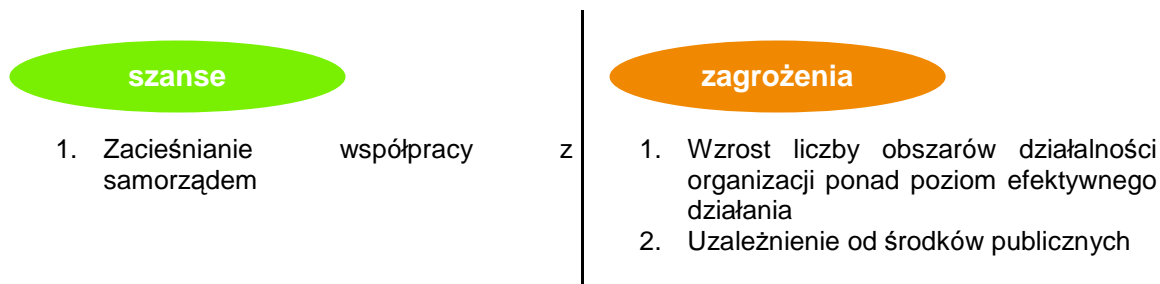 szanse
1. Zacieśnianie współpracy z
samorządem
zagrożenia
1. Wzrost liczby obszarów działalności
organizacji ponad poziom efektywnego
działania
2. Uzależnienie od środków publicznych